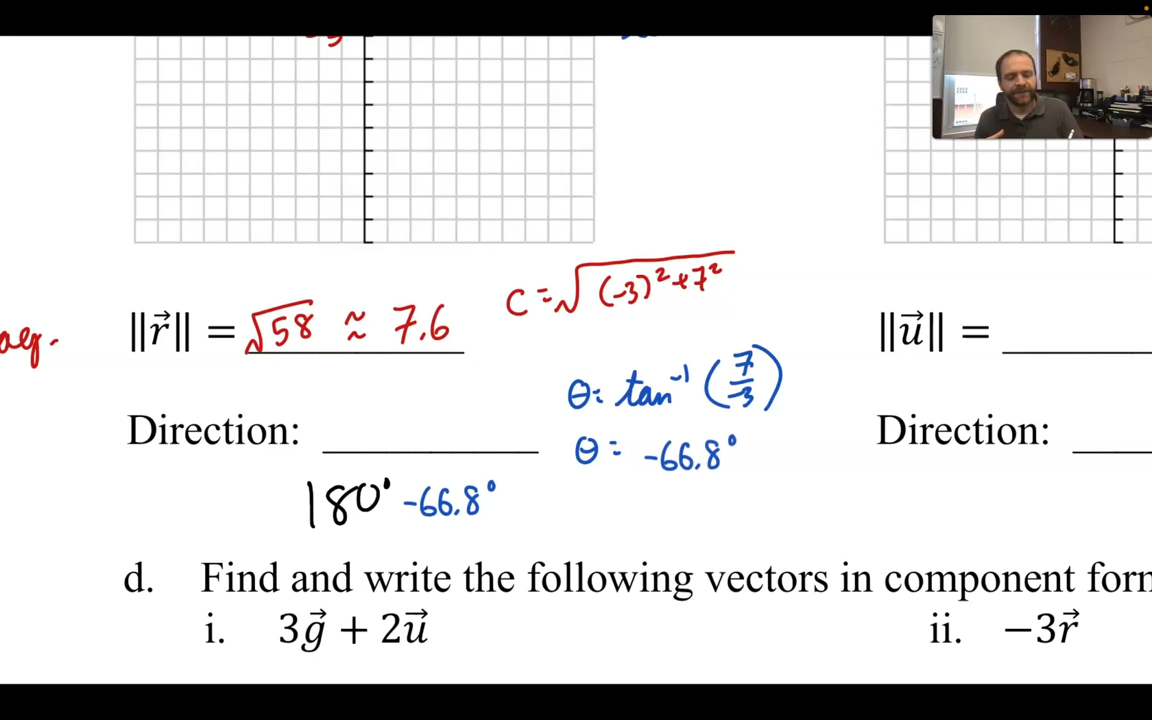 c = √(-3)² + 7²
‖r⃗‖ = √58 ≈ 7.6
‖u⃗‖ =
θ = tan⁻¹ (7/-3)
Direction:
θ = -66.8°
Direction:
180° -66.8°
d. Find and write the following vectors in component form
i. 3g⃗ + 2u⃗
ii. −3r⃗